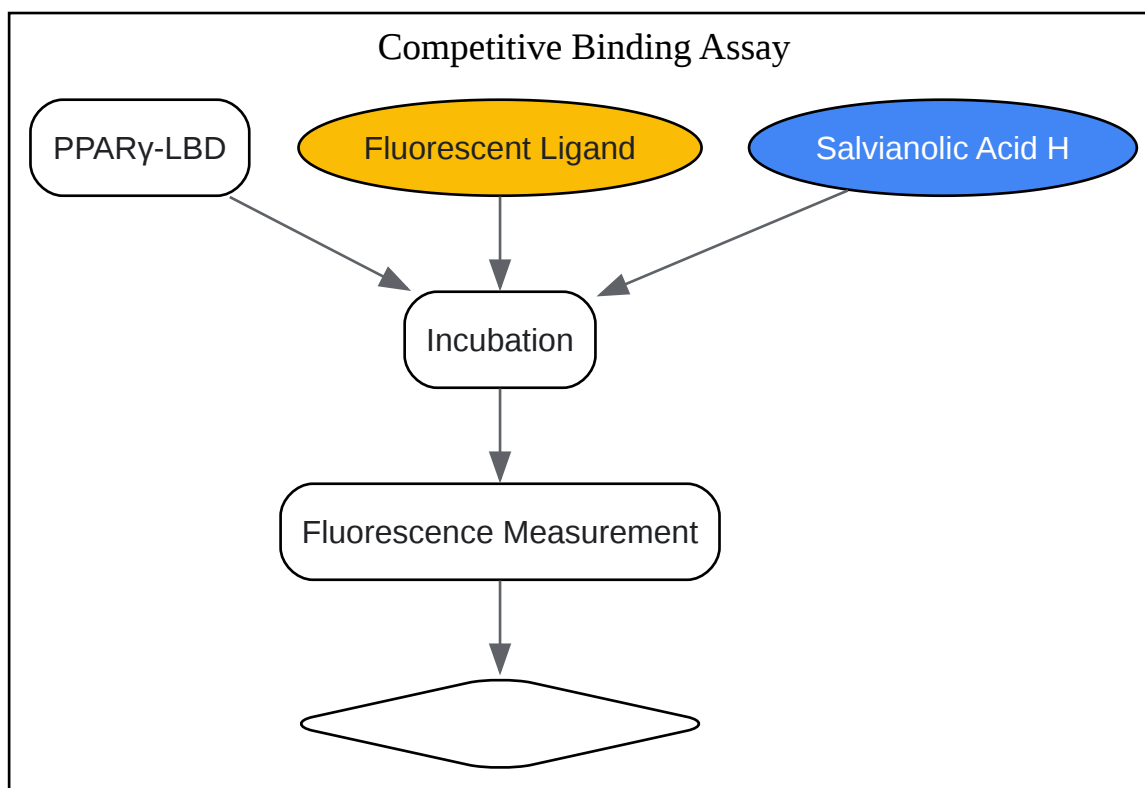 Competitive Binding Assay
PPARγ-LBD
Fluorescent Ligand
Salvianolic Acid H
Incubation
Fluorescence Measurement